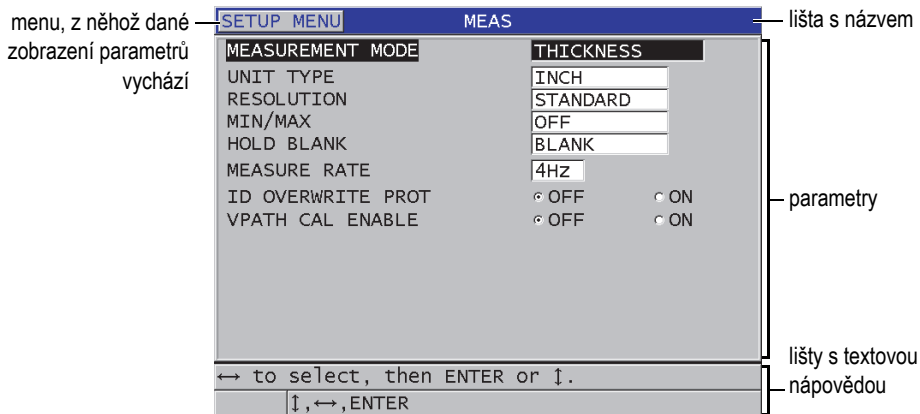 menu, z něhož dané
zobrazení parametrů
vychází
SETUP MENU MEAS
lišta s názvem
MEASUREMENT MODE THICKNESS
UNIT TYPE INCH
RESOLUTION STANDARD
MIN/MAX OFF
HOLD BLANK BLANK
MEASURE RATE 4Hz
ID OVERWRITE PROT OFF ON
VPATH CAL ENABLE OFF ON
parametry
↔ to select, then ENTER or ↕.
↕,↔,ENTER
lišty s textovou
nápovědou